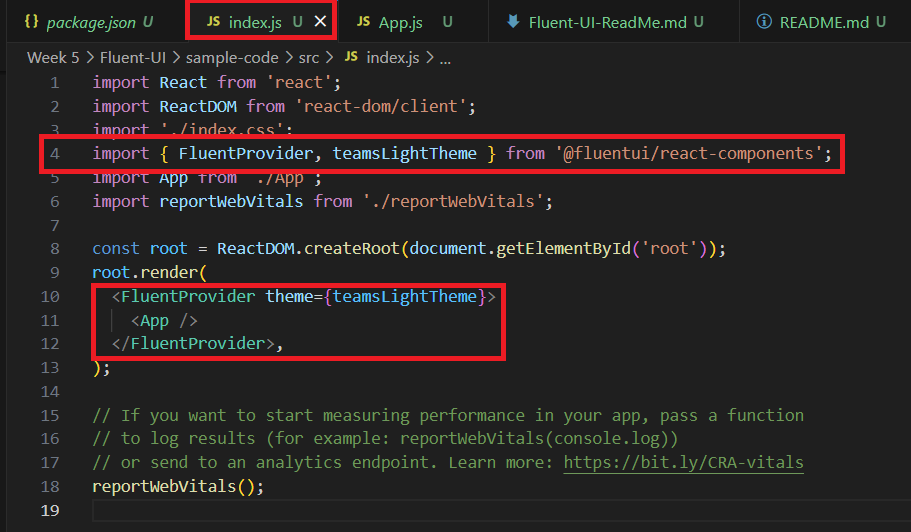 {} package.json U JS index.js U × JS App.js U Fluent-UI-ReadMe.md U README.md U
Week 5 > Fluent-UI > sample-code > src > JS index.js > ...
1 import React from 'react';
2 import ReactDOM from 'react-dom/client';
3 import './index.css';
4 import { FluentProvider, teamsLightTheme } from '@fluentui/react-components';
5 import App from './App';
6 import reportWebVitals from './reportWebVitals';
7
8 const root = ReactDOM.createRoot(document.getElementById('root'));
9 root.render(
10 <FluentProvider theme={teamsLightTheme}>
11 <App />
12 </FluentProvider>,
13 );
14
15 // If you want to start measuring performance in your app, pass a function
16 // to log results (for example: reportWebVitals(console.log))
17 // or send to an analytics endpoint. Learn more: https://bit.ly/CRA-vitals
18 reportWebVitals();
19